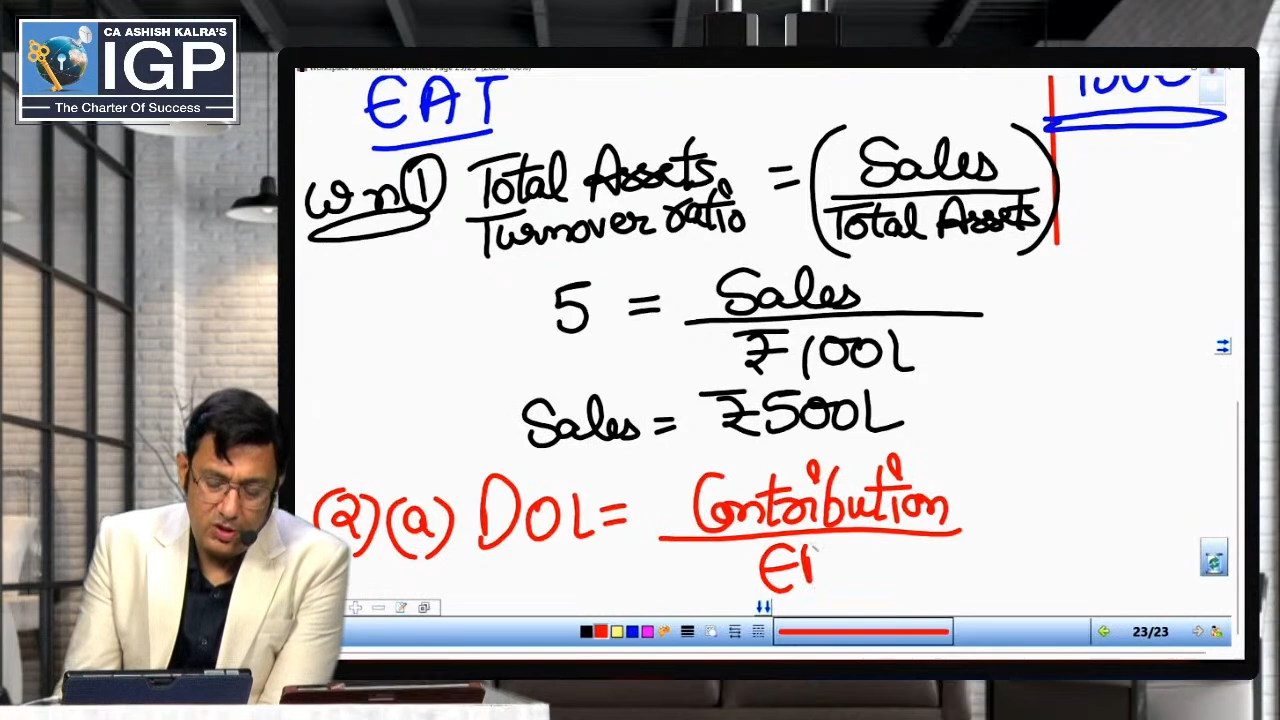 CA ASHISH KALRA'S
IGP
The Charter Of Success
EAT
1000
wn(1) Total Assets Turnover ratio = (Sales / Total Assets)
5 = Sales / ₹100L
Sales = ₹500L
(2)(a) DOL = Contribution / EI
23/23